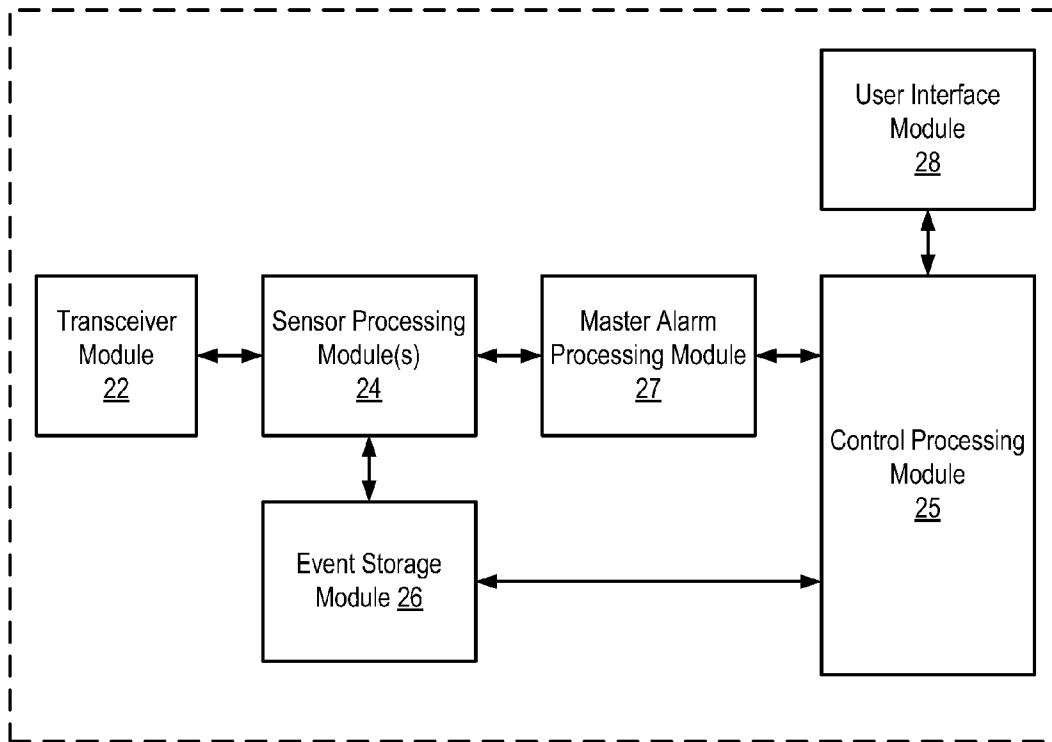 User Interface
Module
28
Transceiver
Module
22
Sensor Processing
Module(s)
24
Master Alarm
Processing Module
27
Control Processing
Module
25
Event Storage
Module 26